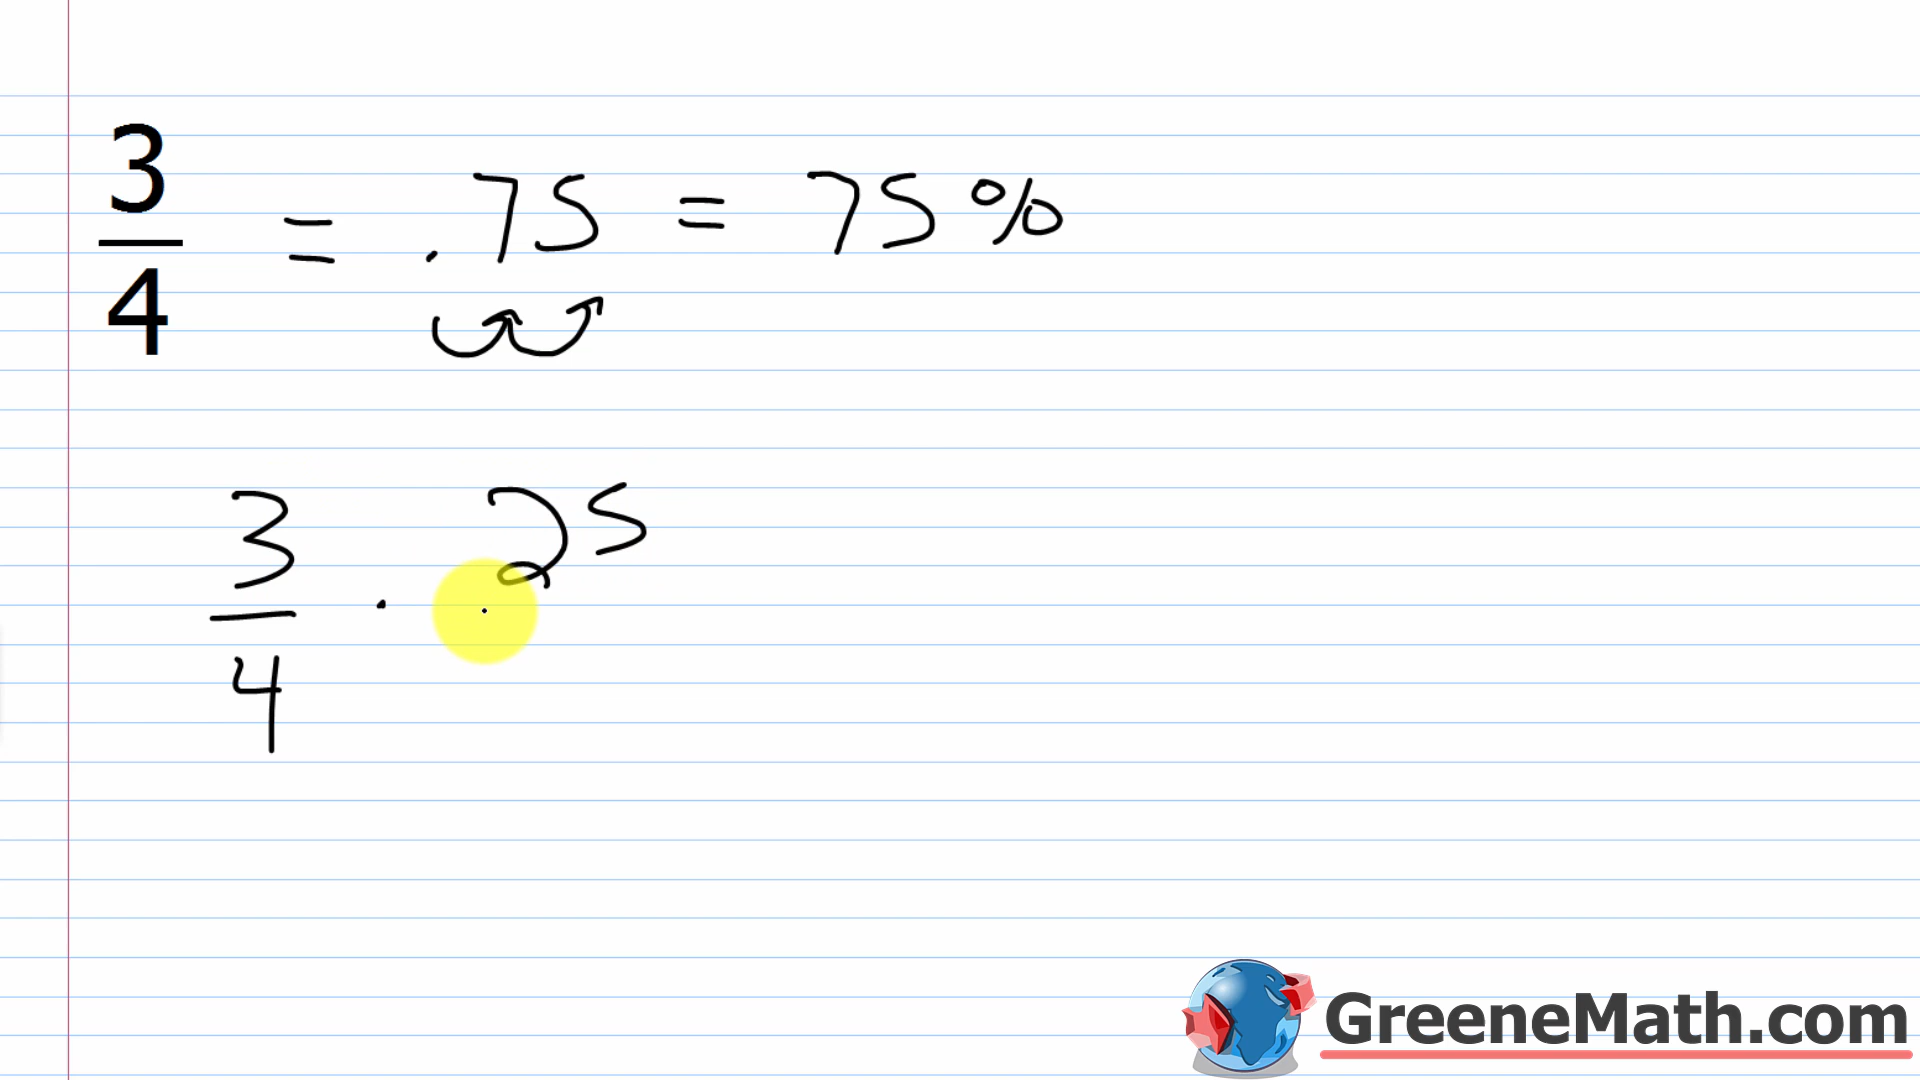 3/4 = .75 = 75%
3/4 · 25
GreeneMath.com